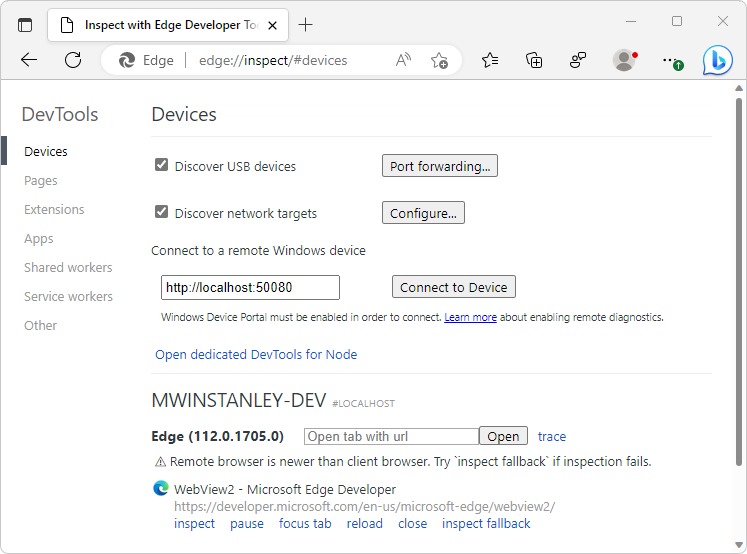 Inspect with Edge Developer To
Edge edge://inspect/#devices
DevTools
Devices
Pages
Extensions
Apps
Shared workers
Service workers
Other
Devices
Discover USB devices Port forwarding...
Discover network targets Configure...
Connect to a remote Windows device
http://localhost:50080 Connect to Device
Windows Device Portal must be enabled in order to connect. Learn more about enabling remote diagnostics.
Open dedicated DevTools for Node
MWINSTANLEY-DEV #LOCALHOST
Edge (112.0.1705.0) Open tab with url Open trace
Remote browser is newer than client browser. Try `inspect fallback` if inspection fails.
WebView2 - Microsoft Edge Developer
https://developer.microsoft.com/en-us/microsoft-edge/webview2/
inspect pause focus tab reload close inspect fallback